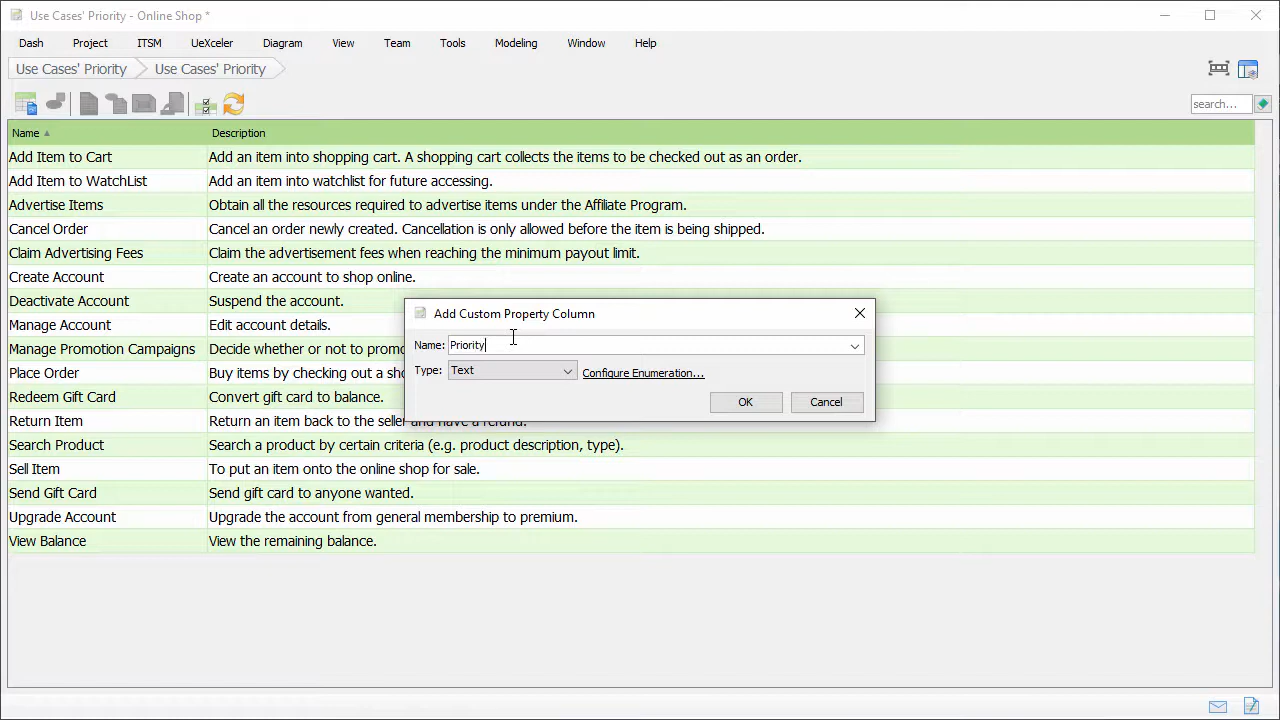 Use Cases' Priority - Online Shop *
Dash Project ITSM UeXceler Diagram View Team Tools Modeling Window Help
Use Cases' Priority Use Cases' Priority
search...
Name Description
Add Item to Cart Add an item into shopping cart. A shopping cart collects the items to be checked out as an order.
Add Item to WatchList Add an item into watchlist for future accessing.
Advertise Items Obtain all the resources required to advertise items under the Affiliate Program.
Cancel Order Cancel an order newly created. Cancellation is only allowed before the item is being shipped.
Claim Advertising Fees Claim the advertisement fees when reaching the minimum payout limit.
Create Account Create an account to shop online.
Deactivate Account Suspend the account.
Manage Account Edit account details.
Manage Promotion Campaigns Decide whether or not to
Place Order Buy items by checking out a
Redeem Gift Card Convert gift card to balance.
Return Item Return an item back to the seller and have a refund.
Search Product Search a product by certain criteria (e.g. product description, type).
Sell Item To put an item onto the online shop for sale.
Send Gift Card Send gift card to anyone wanted.
Upgrade Account Upgrade the account from general membership to premium.
View Balance View the remaining balance.
Add Custom Property Column
Name: Priority
Type: Text Configure Enumeration...
OK Cancel